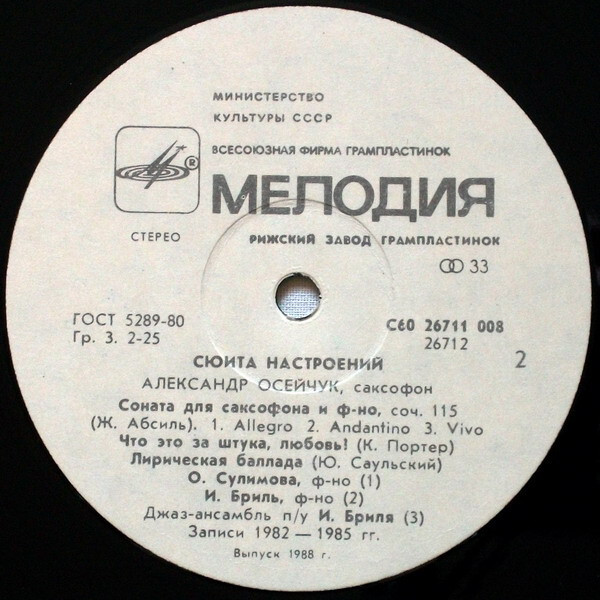 МИНИСТЕРСТВО
КУЛЬТУРЫ СССР
ВСЕСОЮЗНАЯ ФИРМА ГРАМПЛАСТИНОК
®
МЕЛОДИЯ
СТЕРЕО
РИЖСКИЙ ЗАВОД ГРАМПЛАСТИНОК
33
ГОСТ 5289-80
Гр. 3. 2-25
С60 26711 008
26712
2
СЮИТА НАСТРОЕНИЙ
АЛЕКСАНДР ОСЕЙЧУК, саксофон
Соната для саксофона и ф-но, соч. 115
(Ж. Абсиль). 1. Allegro 2. Andantino 3. Vivo
Что это за штука, любовь? (К. Портер)
Лирическая баллада (Ю. Саульский)
О. Сулимова, ф-но (1)
И. Бриль, ф-но (2)
Джаз-ансамбль п/у И. Бриля (3)
Записи 1982 — 1985 гг.
Выпуск 1988 г.